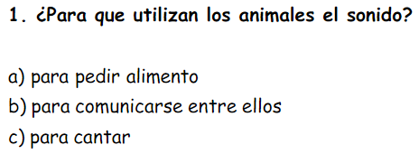 1. ¿Para que utilizan los animales el sonido?
a) para pedir alimento
b) para comunicarse entre ellos
c) para cantar